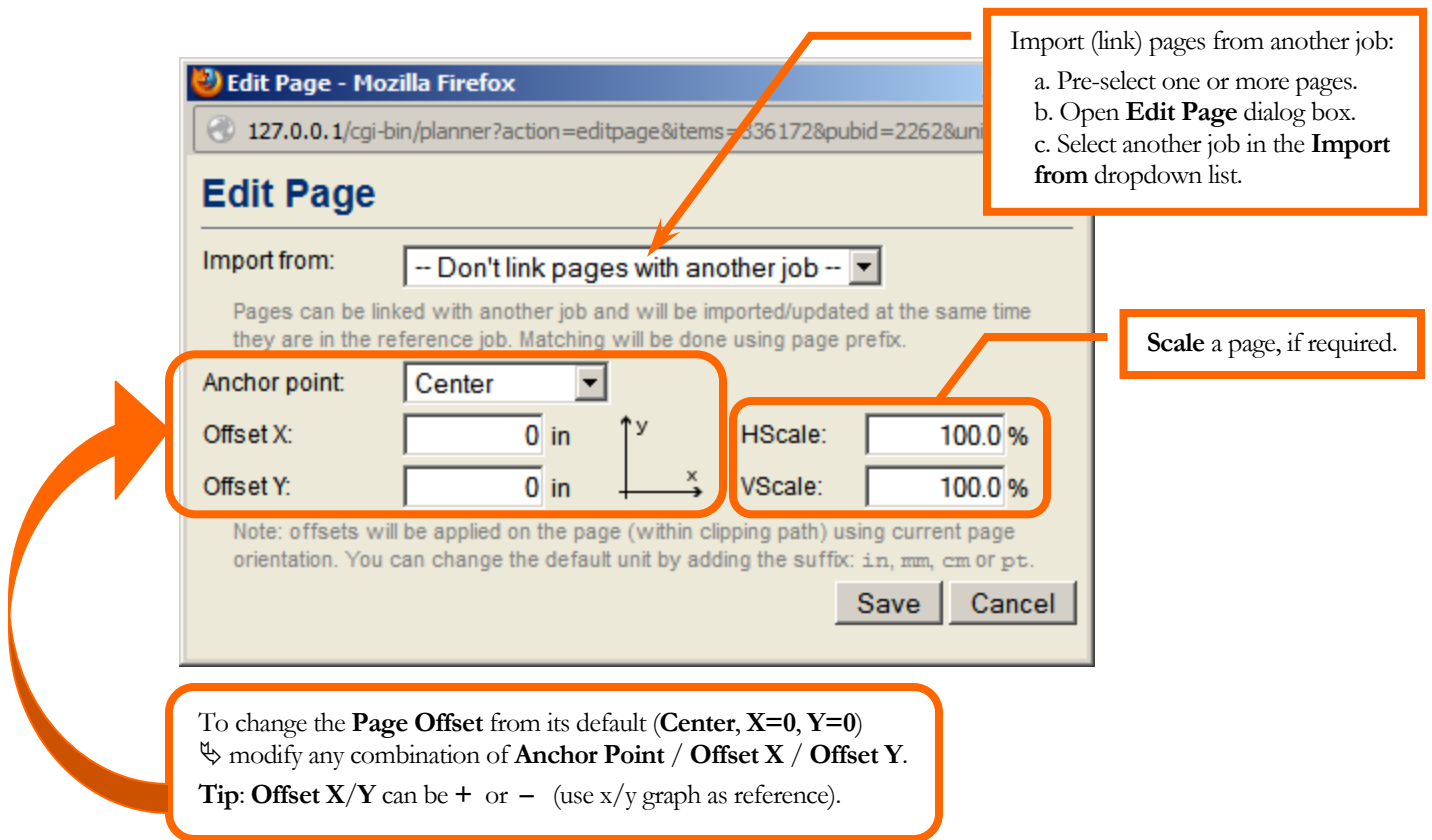 Import (link) pages from another job:
a. Pre-select one or more pages.
b. Open Edit Page dialog box.
c. Select another job in the Import
from dropdown list.
Edit Page - Mozilla Firefox
127.0.0.1/cgi-bin/planner?action=editpage&items=336172&pubid=2262&uni
Edit Page
Import from:
-- Don't link pages with another job --
Pages can be linked with another job and will be imported/updated at the same time
they are in the reference job. Matching will be done using page prefix.
Scale a page, if required.
Anchor point:
Center
Offset X:
0 in
y
HScale:
100.0 %
Offset Y:
0 in
x
VScale:
100.0 %
Note: offsets will be applied on the page (within clipping path) using current page
orientation. You can change the default unit by adding the suffix: in, mm, cm or pt.
Save
Cancel
To change the Page Offset from its default (Center, X=0, Y=0)
↳ modify any combination of Anchor Point / Offset X / Offset Y.
Tip: Offset X/Y can be + or – (use x/y graph as reference).